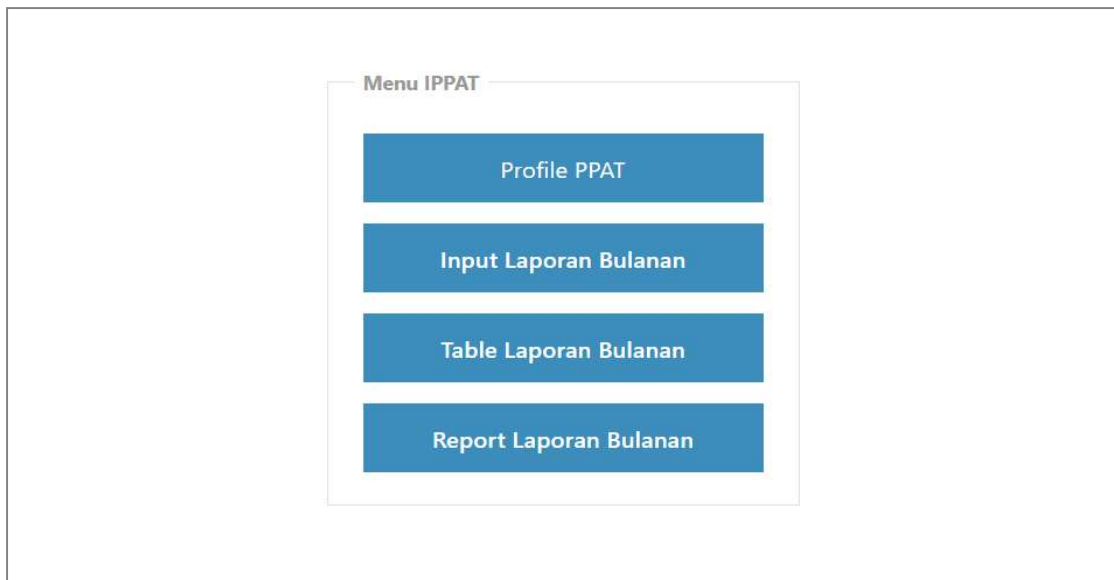 Menu IPPAT
Profile PPAT
Input Laporan Bulanan
Table Laporan Bulanan
Report Laporan Bulanan